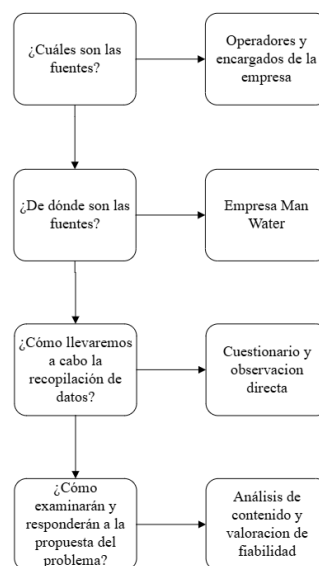 ¿Cuáles son las
fuentes?
Operadores y
encargados de la
empresa
¿De dónde son las
fuentes?
Empresa Man
Water
¿Cómo llevaremos
a cabo la
recopilación de
datos?
Cuestionario y
observacion
directa
¿Cómo
examinarán y
responderán a la
propuesta del
problema?
Análisis de
contenido y
valoracion de
fiabilidad